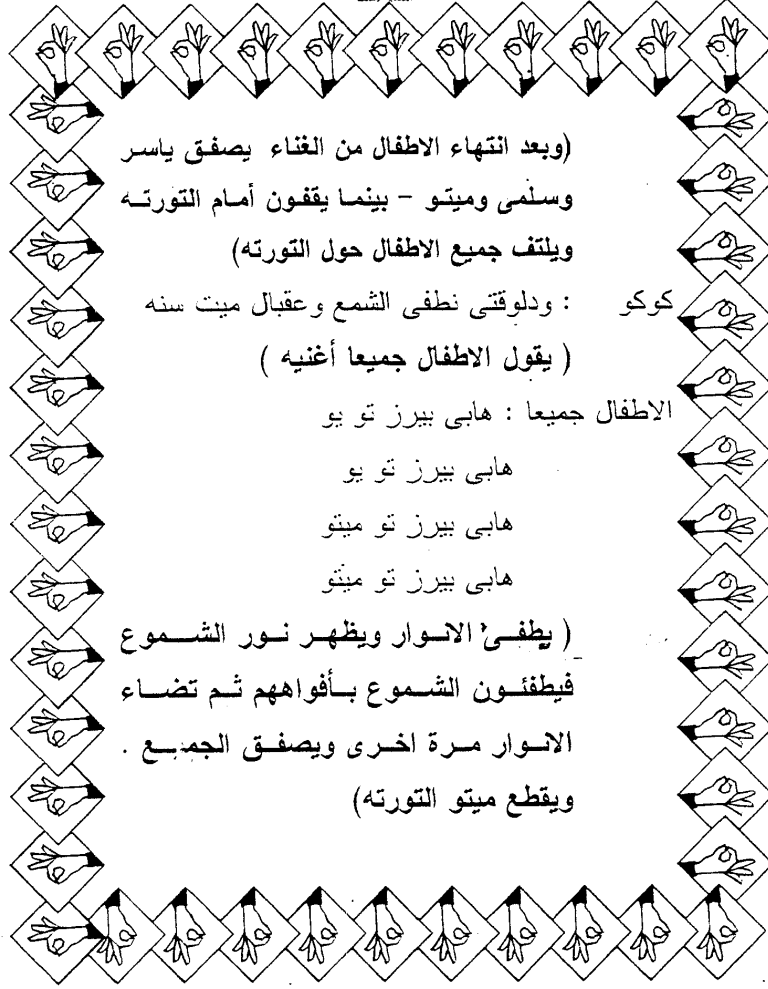 (وبعد انتهاء الاطفال من الغناء يصفق ياسر
وسلمى وميتو - بينما يقفون أمام التورته
ويلتف جميع الاطفال حول التورته)
كوكو : ودلوقتى نطفى الشمع وعقبال ميت سنه
( يقول الاطفال جميعا أغنيه )
الاطفال جميعا : هابى بيرز تو يو
هابى بيرز تو يو
هابى بيرز تو ميتو
هابى بيرز تو ميتو
( يطفئ الانوار ويظهر نور الشموع
فيطفئون الشموع بأفواههم ثم تضاء
الانوار مرة اخرى ويصفق الجميع .
ويقطع ميتو التورته)